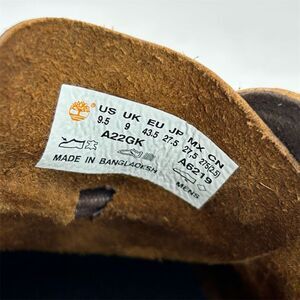 US UK EU JP MX CN
9.5 9 43.5 27.5 27.5 275(2.5)
A22GK A6219
MADE IN BANGLADESH
MENS